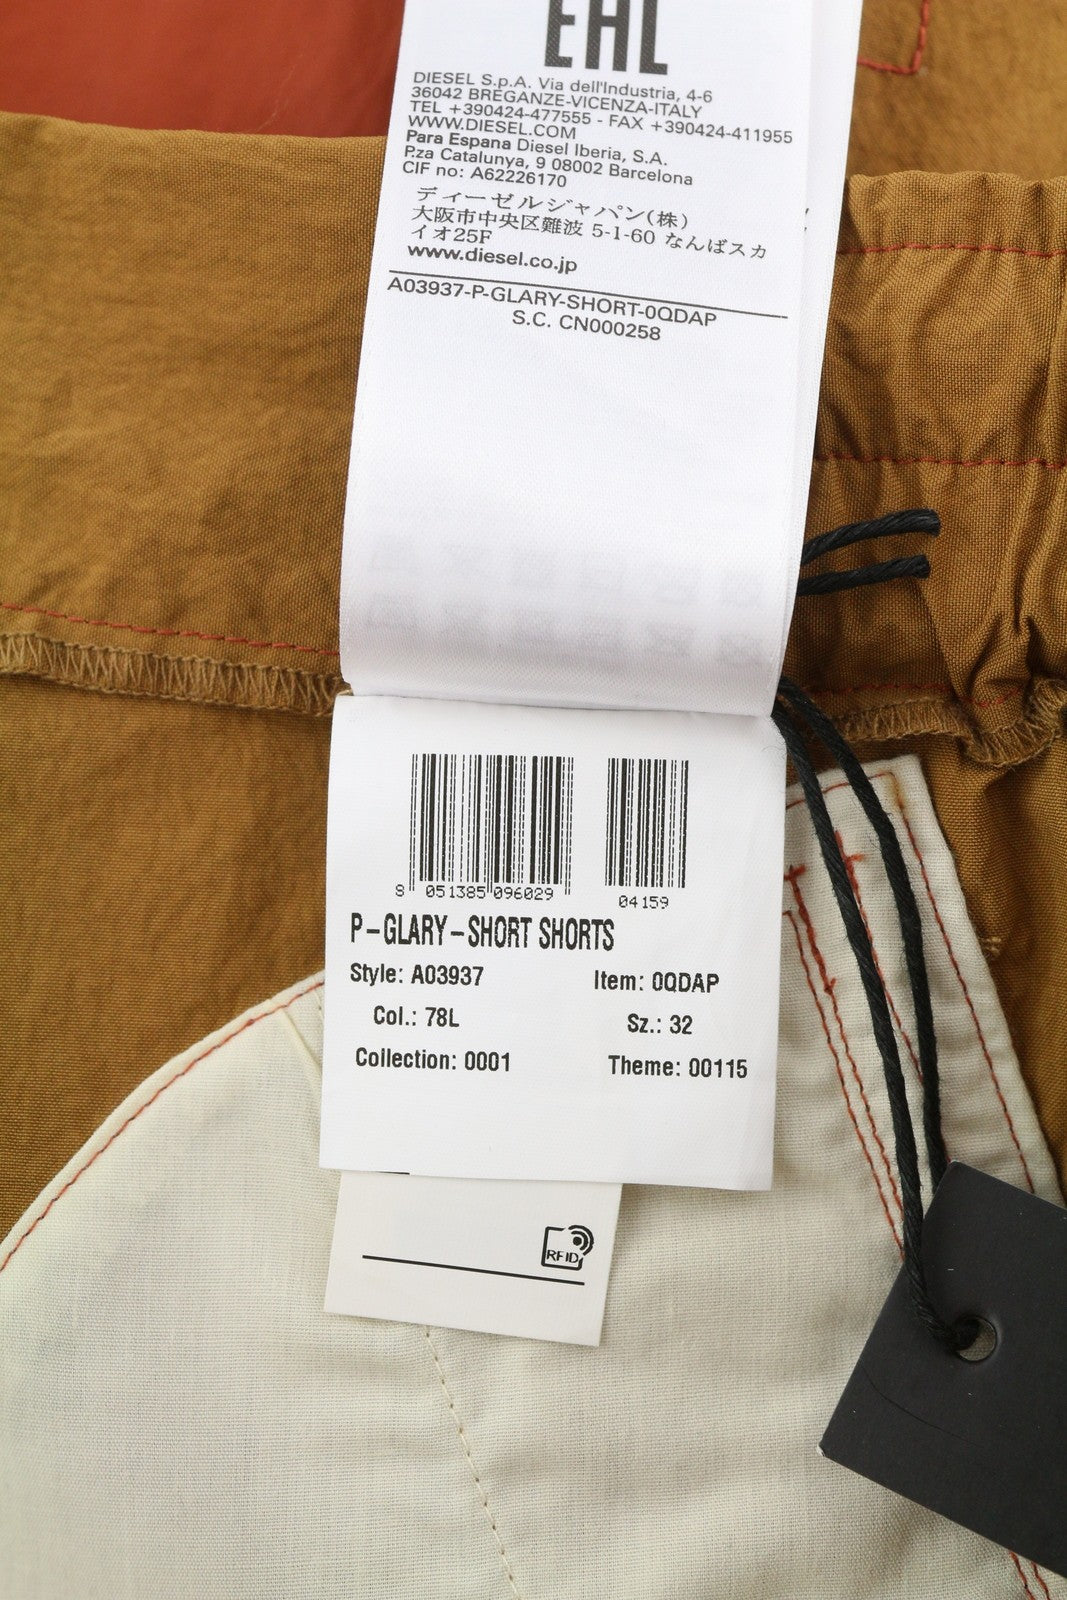 EAC
DIESEL S.p.A. Via dell'Industria, 4-6
36042 BREGANZE-VICENZA-ITALY
TEL +390424-477555 - FAX +390424-411955
WWW.DIESEL.COM
Para Espana Diesel Iberia, S.A.
P.za Catalunya, 9 08002 Barcelona
CIF no: A62226170
ディーゼルジャパン(株)
大阪市中央区難波 5-1-60 なんばスカ
イオ25F
www.diesel.co.jp
A03937-P-GLARY-SHORT-0QDAP
S.C. CN000258
8 051385 096029
04159
P-GLARY-SHORT SHORTS
Style: A03937 Item: 0QDAP
Col.: 78L Sz.: 32
Collection: 0001 Theme: 00115
RFID